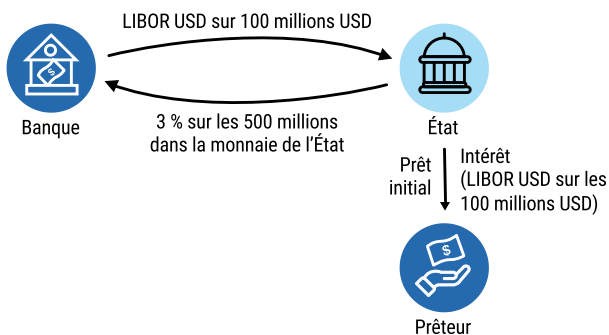 LIBOR USD sur 100 millions USD
Banque
État
3 % sur les 500 millions
dans la monnaie de l’État
Prêt
initial
Intérêt
(LIBOR USD sur les
100 millions USD)
$
$
Prêteur